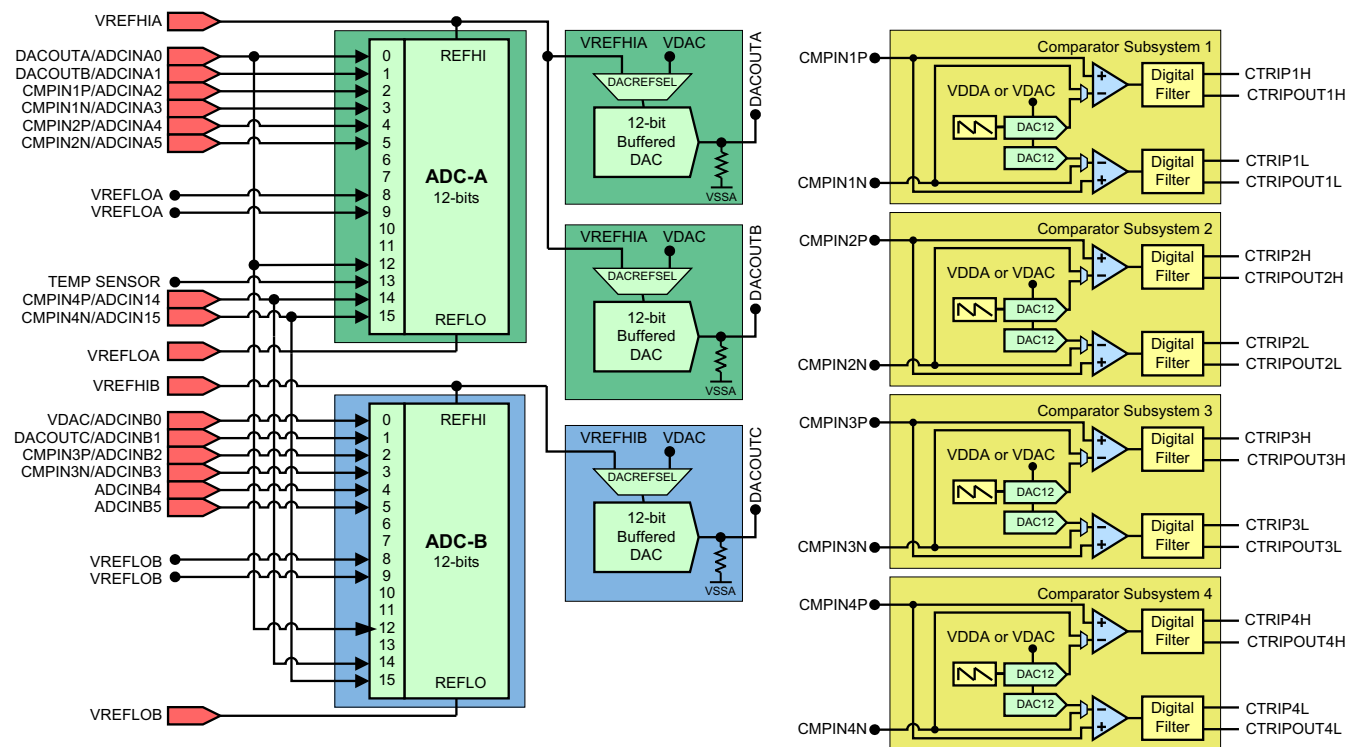 VREFHIA
DACOUTA/ADCINA0
DACOUTB/ADCINA1
CMPIN1P/ADCINA2
CMPIN1N/ADCINA3
CMPIN2P/ADCINA4
CMPIN2N/ADCINA5
VREFLOA
VREFLOA
TEMP SENSOR
CMPIN4P/ADCIN14
CMPIN4N/ADCIN15
VREFLOA
REFHI
0
1
2
3
4
5
6
7
8
9
10
11
12
13
14
15
ADC-A
12-bits
REFLO
VREFHIB
VDAC/ADCINB0
DACOUTC/ADCINB1
CMPIN3P/ADCINB2
CMPIN3N/ADCINB3
ADCINB4
ADCINB5
VREFLOB
VREFLOB
VREFLOB
REFHI
0
1
2
3
4
5
6
7
8
9
10
11
12
13
14
15
ADC-B
12-bits
REFLO
VREFHIA VDAC
DACREFSEL
12-bit
Buffered
DAC
VSSA
DACOUTA
VREFHIA VDAC
DACREFSEL
12-bit
Buffered
DAC
VSSA
DACOUTB
VREFHIB VDAC
DACREFSEL
12-bit
Buffered
DAC
VSSA
DACOUTC
Comparator Subsystem 1
CMPIN1P
VDDA or VDAC
DAC12
DAC12
CMPIN1N
+
−
−
+
Digital
Filter
Digital
Filter
CTRIP1H
CTRIPOUT1H
CTRIP1L
CTRIPOUT1L
Comparator Subsystem 2
CMPIN2P
VDDA or VDAC
DAC12
DAC12
CMPIN2N
+
−
−
+
Digital
Filter
Digital
Filter
CTRIP2H
CTRIPOUT2H
CTRIP2L
CTRIPOUT2L
Comparator Subsystem 3
CMPIN3P
VDDA or VDAC
DAC12
DAC12
CMPIN3N
+
−
−
+
Digital
Filter
Digital
Filter
CTRIP3H
CTRIPOUT3H
CTRIP3L
CTRIPOUT3L
Comparator Subsystem 4
CMPIN4P
VDDA or VDAC
DAC12
DAC12
CMPIN4N
+
−
−
+
Digital
Filter
Digital
Filter
CTRIP4H
CTRIPOUT4H
CTRIP4L
CTRIPOUT4L